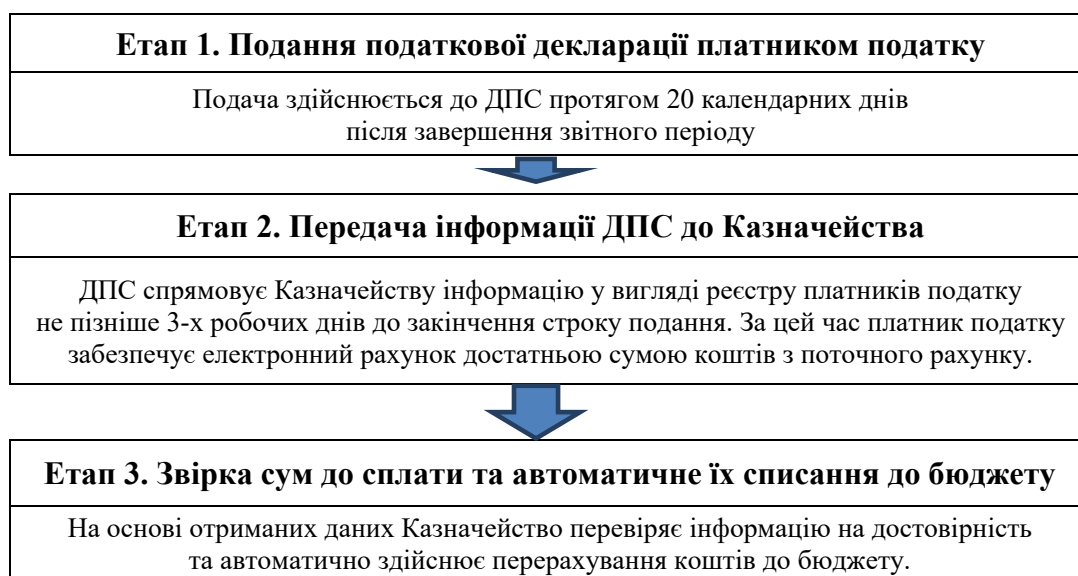 Етап 1. Подання податкової декларації платником податку
Подача здійснюється до ДПС протягом 20 календарних днів
після завершення звітного періоду
Етап 2. Передача інформації ДПС до Казначейства
ДПС спрямовує Казначейству інформацію у вигляді реєстру платників податку
не пізніше 3-х робочих днів до закінчення строку подання. За цей час платник податку
забезпечує електронний рахунок достатньою сумою коштів з поточного рахунку.
Етап 3. Звірка сум до сплати та автоматичне їх списання до бюджету
На основі отриманих даних Казначейство перевіряє інформацію на достовірність
та автоматично здійснює перерахування коштів до бюджету.